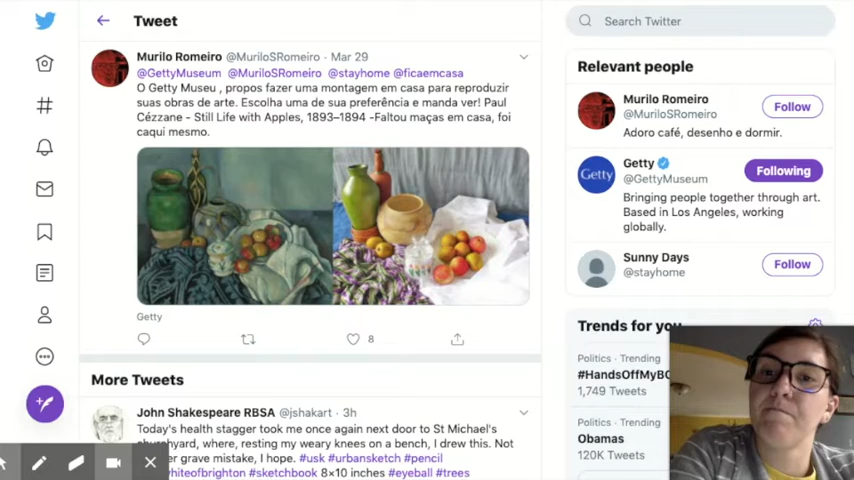 Tweet
Murilo Romeiro @MuriloSRomeiro · Mar 29
@GettyMuseum @MuriloSRomeiro @stayhome @ficaemcasa
O Getty Museu , propos fazer uma montagem em casa para reproduzir
suas obras de arte. Escolha uma de sua preferência e manda ver! Paul
Cézzane - Still Life with Apples, 1893–1894 -Faltou maças em casa, foi
caqui mesmo.
Getty
8
More Tweets
John Shakespeare RBSA @jshakart · 3h
Today's health stagger took me once again next door to St Michael's
where, resting my weary knees on a bench, I drew this. Not
grave mistake, I hope. #usk #urbansketch #pencil
whiteofbrighton #sketchbook 8×10 inches #eyeball #trees
Search Twitter
Relevant people
Murilo Romeiro
@MuriloSRomeiro
Follow
Adoro café, desenho e dormir.
Getty
Getty
@GettyMuseum
Following
Bringing people together through art.
Based in Los Angeles, working
globally.
Sunny Days
@stayhome
Follow
Trends for you
Politics · Trending
#HandsOffMyBC
1,749 Tweets
Politics · Trending
Obamas
120K Tweets